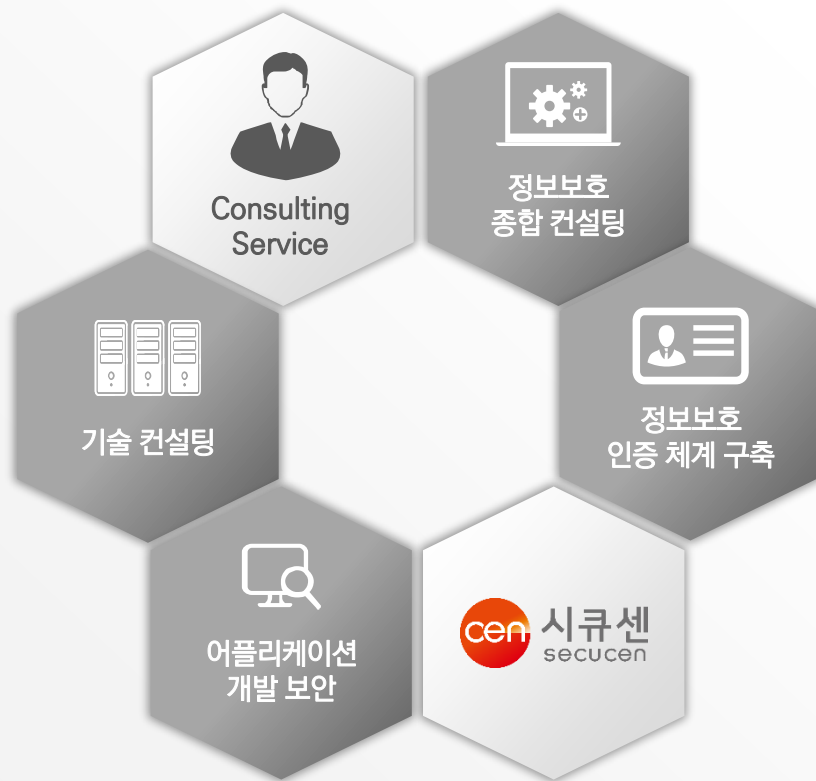 Consulting
Service
정보보호
종합 컨설팅
기술 컨설팅
정보보호
인증 체계 구축
어플리케이션
개발 보안
cen 시큐센
secucen